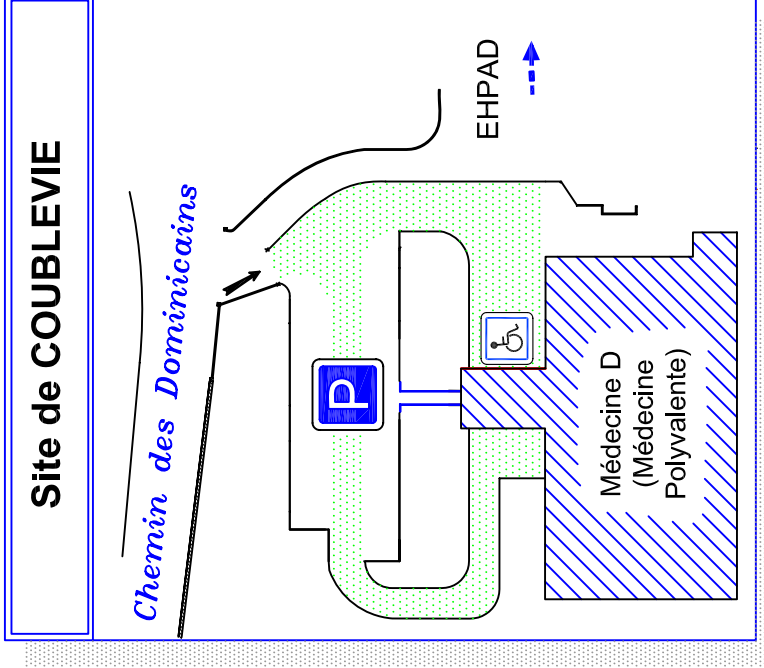 Site de COUBLEVIE
Chemin des Dominicains
EHPAD
P
Médecine D
(Médecine
Polyvalente)